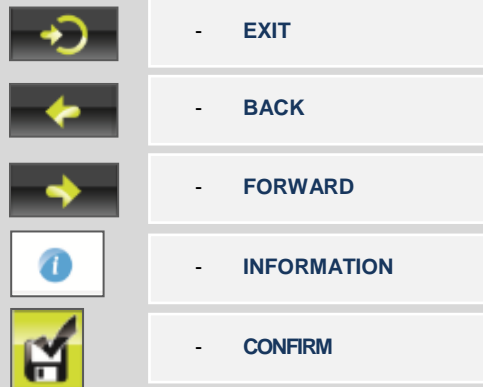 - EXIT
- BACK
- FORWARD
i - INFORMATION
- CONFIRM